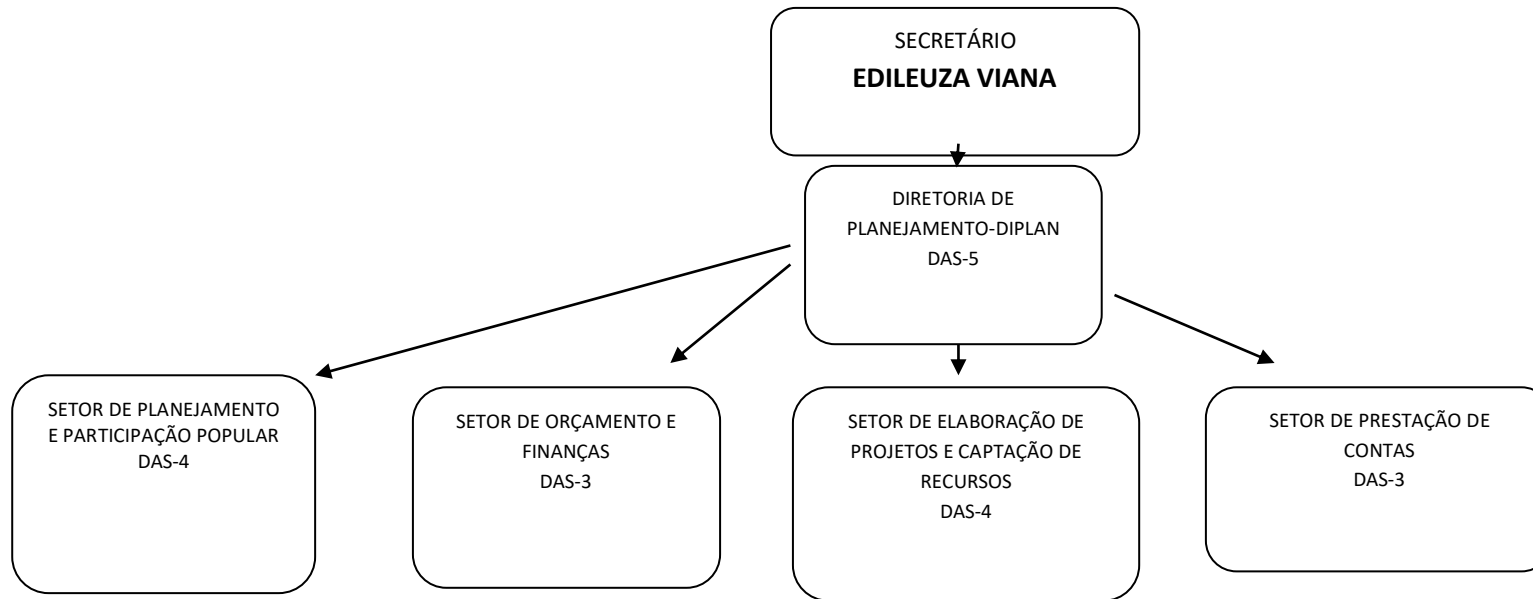 SECRETÁRIO
EDILEUZA VIANA
DIRETORIA DE
PLANEJAMENTO-DIPLAN
DAS-5
SETOR DE PLANEJAMENTO
E PARTICIPAÇÃO POPULAR
DAS-4
SETOR DE ORÇAMENTO E
FINANÇAS
DAS-3
SETOR DE ELABORAÇÃO DE
PROJETOS E CAPTAÇÃO DE
RECURSOS
DAS-4
SETOR DE PRESTAÇÃO DE
CONTAS
DAS-3